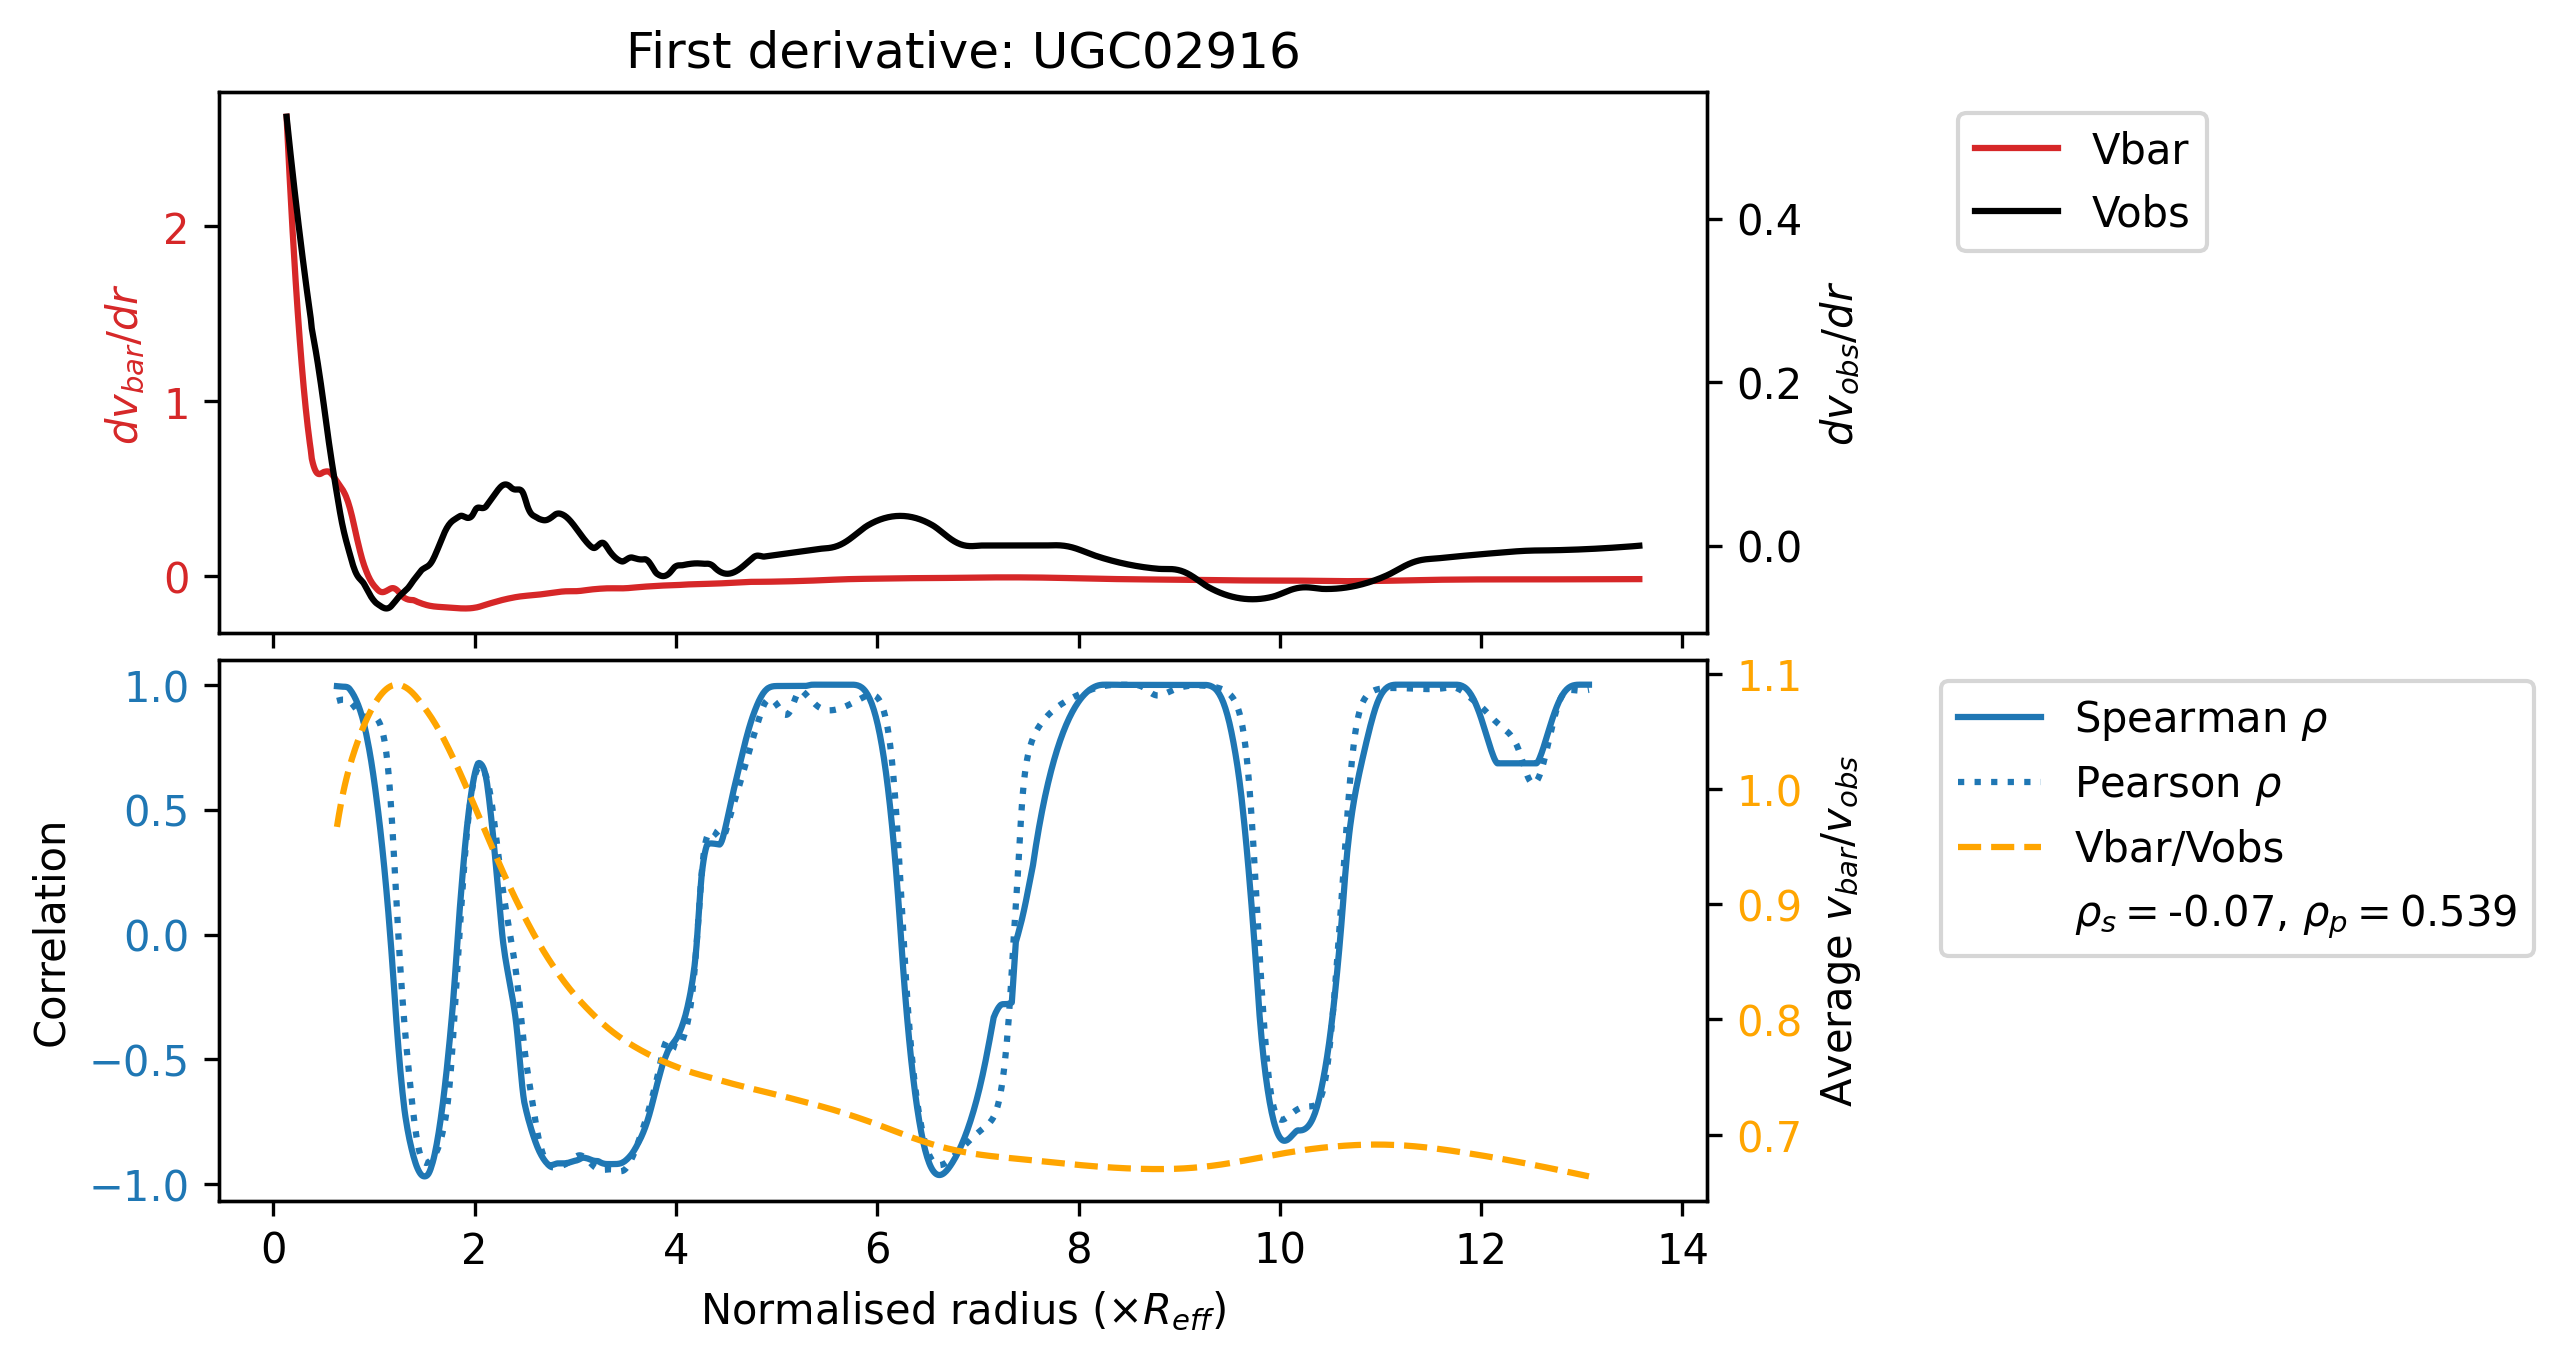 First derivative: UGC02916
2
1
0
dv_bar/dr
0.4
0.2
0.0
dv_obs/dr
Vbar
Vobs
1.0
0.5
0.0
−0.5
−1.0
Correlation
1.1
1.0
0.9
0.8
0.7
Average v_bar/v_obs
Spearman ρ
Pearson ρ
Vbar/Vobs
ρ_s = -0.07, ρ_p = 0.539
0 2 4 6 8 10 12 14
Normalised radius (×R_eff)